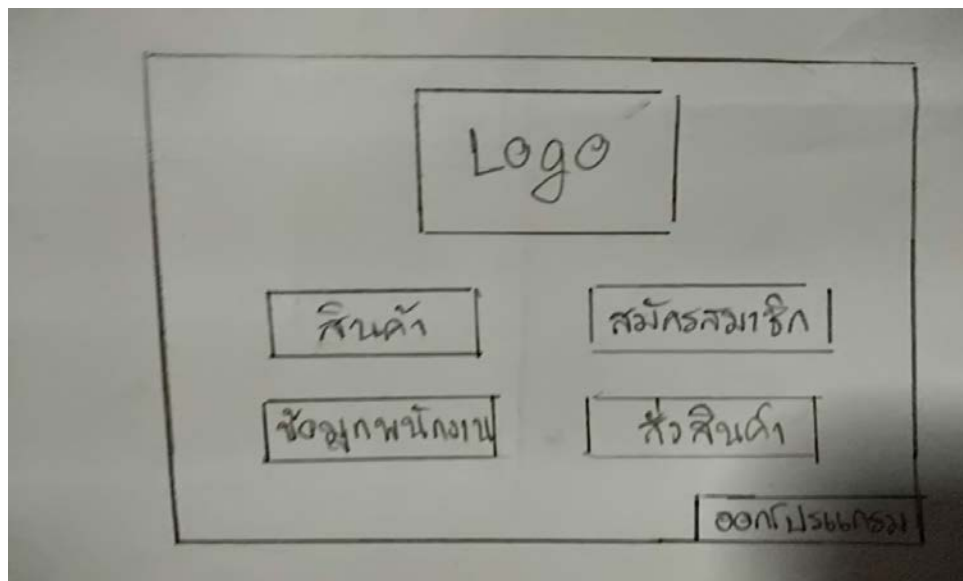 Logo
สินค้า
สมัครสมาชิก
ข้อมูลพนักงาน
สั่งสินค้า
ออกโปรแกรม